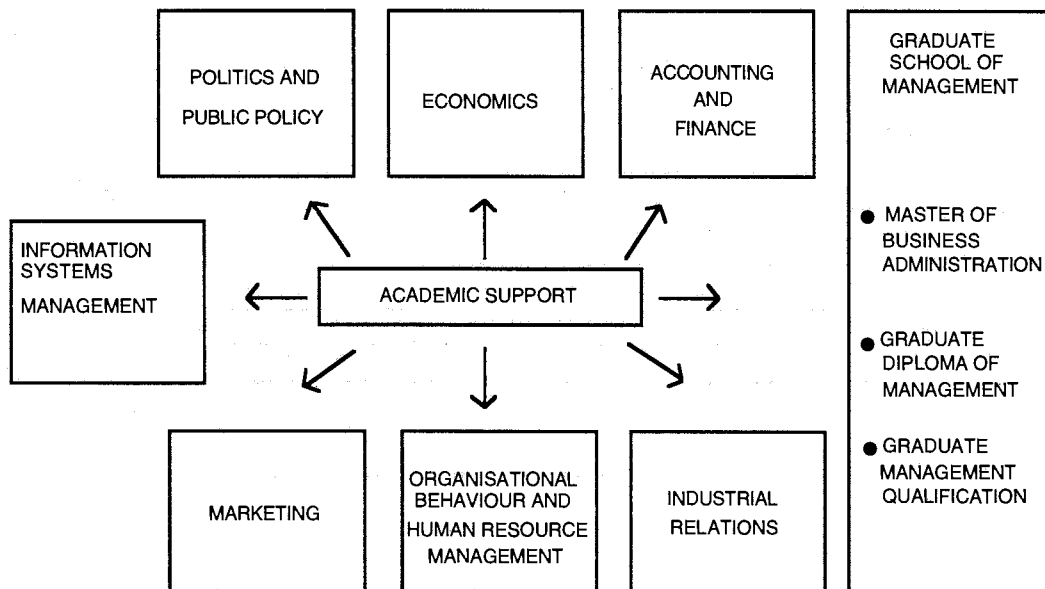 POLITICS AND
PUBLIC POLICY
ECONOMICS
ACCOUNTING
AND
FINANCE
GRADUATE
SCHOOL OF
MANAGEMENT
● MASTER OF
BUSINESS
ADMINISTRATION
● GRADUATE
DIPLOMA OF
MANAGEMENT
● GRADUATE
MANAGEMENT
QUALIFICATION
INFORMATION
SYSTEMS
MANAGEMENT
ACADEMIC SUPPORT
MARKETING
ORGANISATIONAL
BEHAVIOUR AND
HUMAN RESOURCE
MANAGEMENT
INDUSTRIAL
RELATIONS